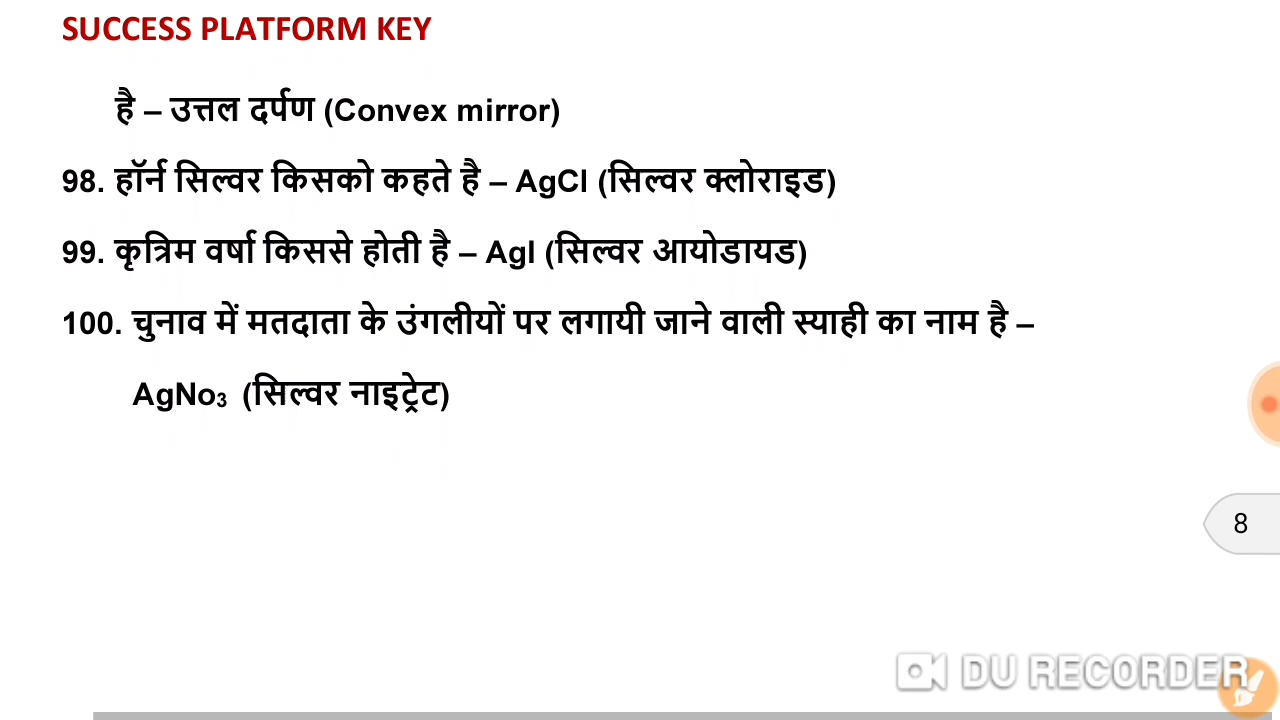 SUCCESS PLATFORM KEY
है – उत्तल दर्पण (Convex mirror)
98. हॉर्न सिल्वर किसको कहते है – AgCl (सिल्वर क्लोराइड)
99. कृत्रिम वर्षा किससे होती है – AgI (सिल्वर आयोडायड)
100. चुनाव में मतदाता के उंगलीयों पर लगायी जाने वाली स्याही का नाम है –
AgNo₃ (सिल्वर नाइट्रेट)
8
DU RECORDER